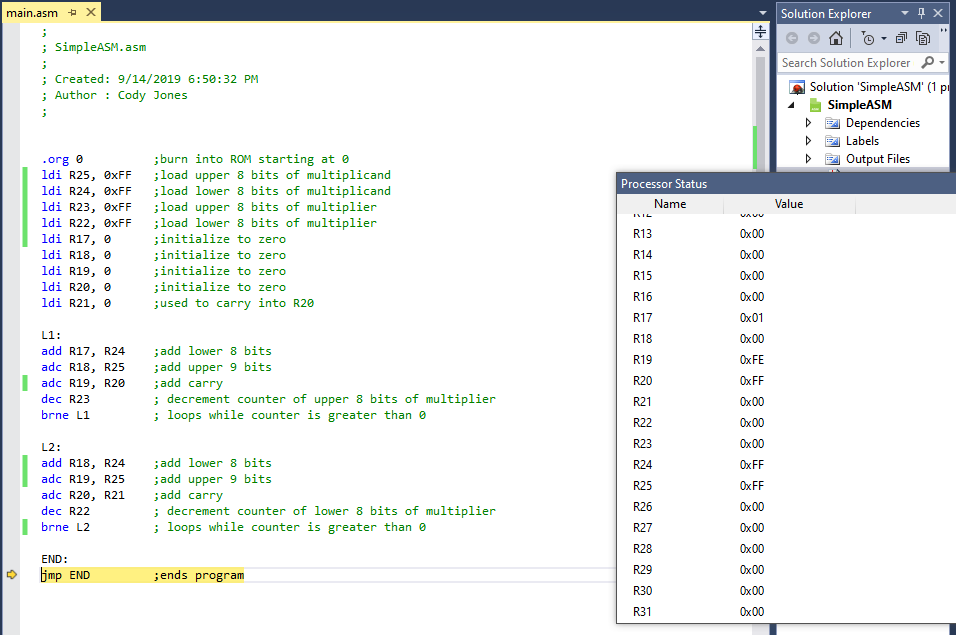 main.asm
;
; SimpleASM.asm
;
; Created: 9/14/2019 6:50:32 PM
; Author : Cody Jones
;
.org 0 ;burn into ROM starting at 0
ldi R25, 0xFF ;load upper 8 bits of multiplicand
ldi R24, 0xFF ;load lower 8 bits of multiplicand
ldi R23, 0xFF ;load upper 8 bits of multiplier
ldi R22, 0xFF ;load lower 8 bits of multiplier
ldi R17, 0 ;initialize to zero
ldi R18, 0 ;initialize to zero
ldi R19, 0 ;initialize to zero
ldi R20, 0 ;initialize to zero
ldi R21, 0 ;used to carry into R20
L1:
add R17, R24 ;add lower 8 bits
adc R18, R25 ;add upper 9 bits
adc R19, R20 ;add carry
dec R23 ; decrement counter of upper 8 bits of multiplier
brne L1 ; loops while counter is greater than 0
L2:
add R18, R24 ;add lower 8 bits
adc R19, R25 ;add upper 9 bits
adc R20, R21 ;add carry
dec R22 ; decrement counter of lower 8 bits of multiplier
brne L2 ; loops while counter is greater than 0
END:
jmp END ;ends program
Solution Explorer
Search Solution Explorer
Solution 'SimpleASM' (1 pr
SimpleASM
Dependencies
Labels
Output Files
Processor Status
Name Value
R12 0x00
R13 0x00
R14 0x00
R15 0x00
R16 0x00
R17 0x01
R18 0x00
R19 0xFE
R20 0xFF
R21 0x00
R22 0x00
R23 0x00
R24 0xFF
R25 0xFF
R26 0x00
R27 0x00
R28 0x00
R29 0x00
R30 0x00
R31 0x00